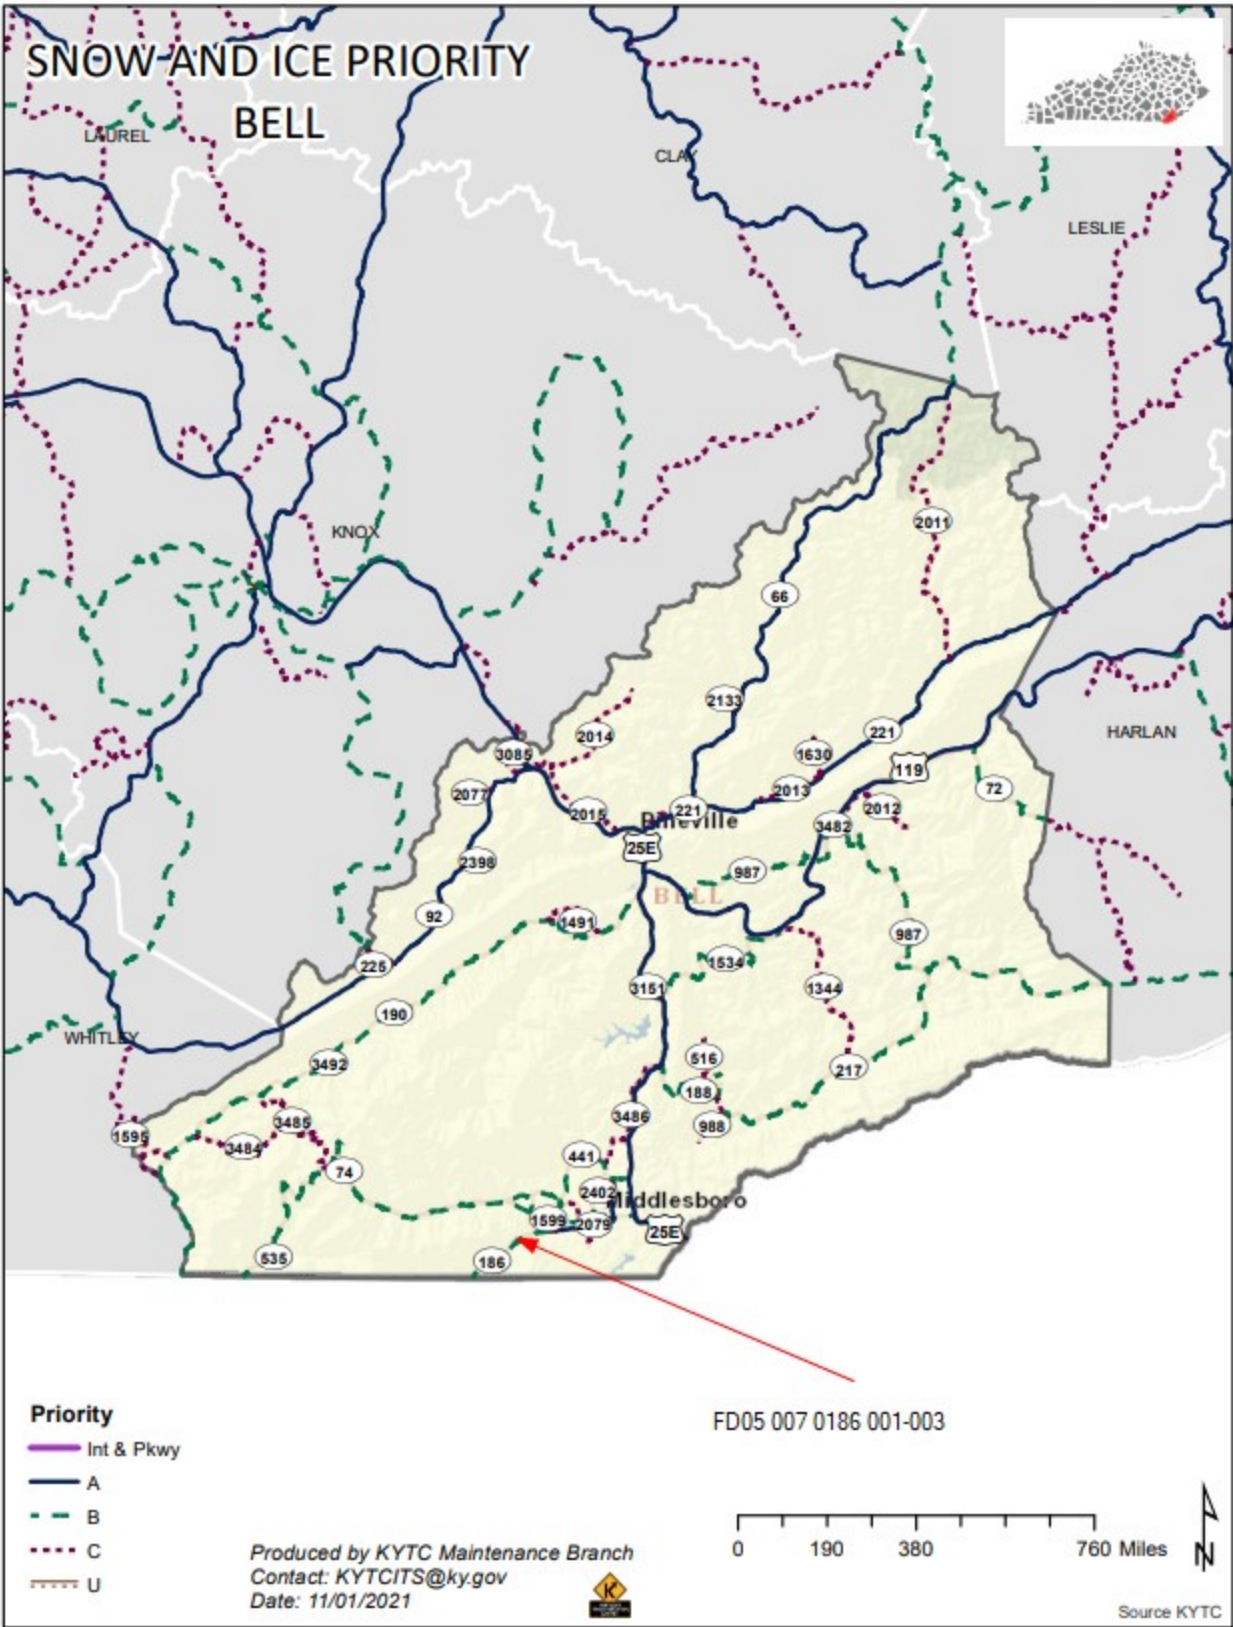 SNOW AND ICE PRIORITY
BELL
LAUREL
CLAY
LESLIE
KNOX
2011
66
2133
2014
221
HARLAN
3085
1630
119
2077
2013
72
2015
221
2012
Pineville
3482
25E
2398
987
BELL
92
1491
987
225
1534
3151
1344
190
WHITLEY
516
3492
217
188
3486
3485
988
1595
3484
441
74
2402
Middlesboro
1599
2079
25E
535
186
FD05 007 0186 001-003
Priority
Int & Pkwy
A
B
C
U
Produced by KYTC Maintenance Branch
Contact: KYTCITS@ky.gov
Date: 11/01/2021
0 190 380 760 Miles
N
Source KYTC